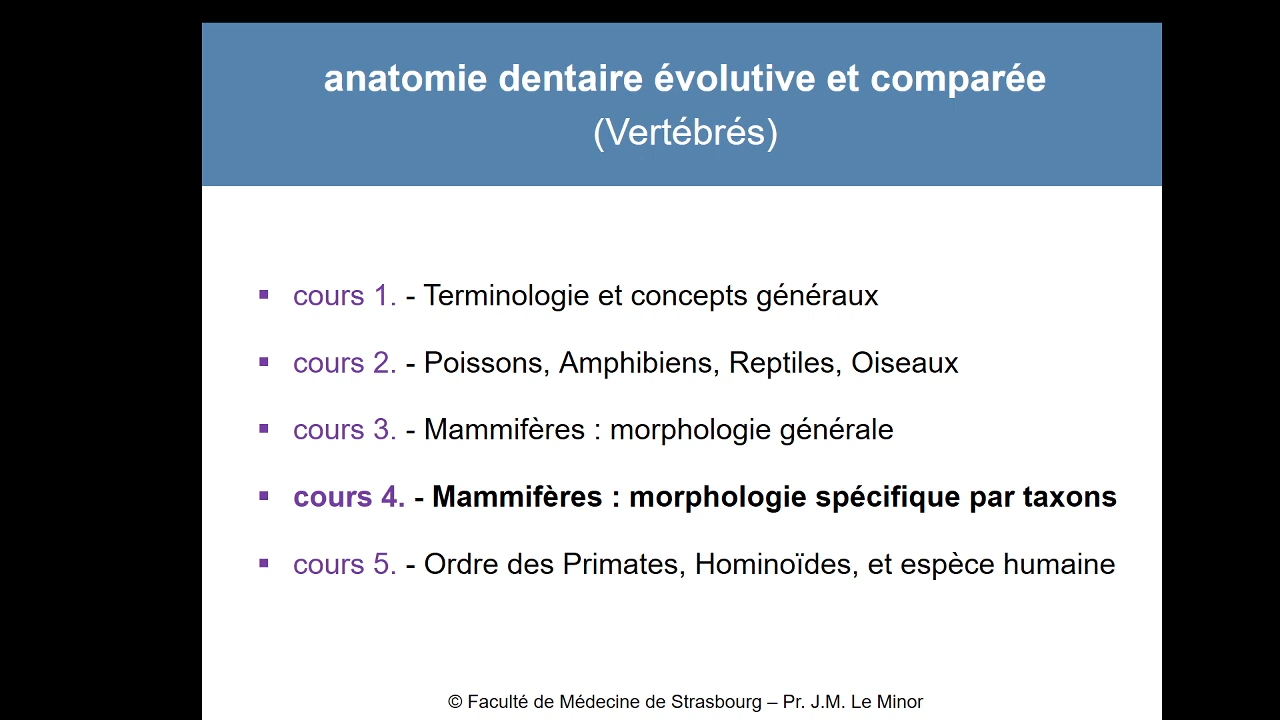 anatomie dentaire évolutive et comparée
(Vertébrés)
▪ cours 1. - Terminologie et concepts généraux
▪ cours 2. - Poissons, Amphibiens, Reptiles, Oiseaux
▪ cours 3. - Mammifères : morphologie générale
▪ cours 4. - Mammifères : morphologie spécifique par taxons
▪ cours 5. - Ordre des Primates, Hominoïdes, et espèce humaine
© Faculté de Médecine de Strasbourg – Pr. J.M. Le Minor